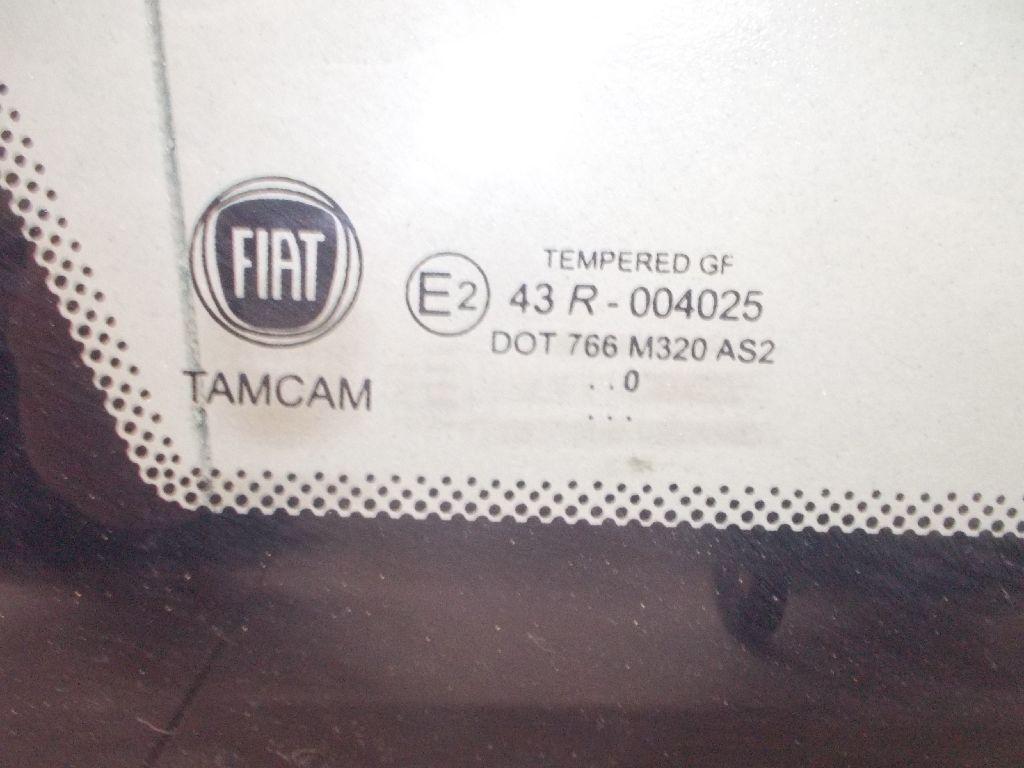 FIAT
TAMCAM
E2
TEMPERED GF
43 R - 004025
DOT 766 M320 AS2
. . 0
. . .